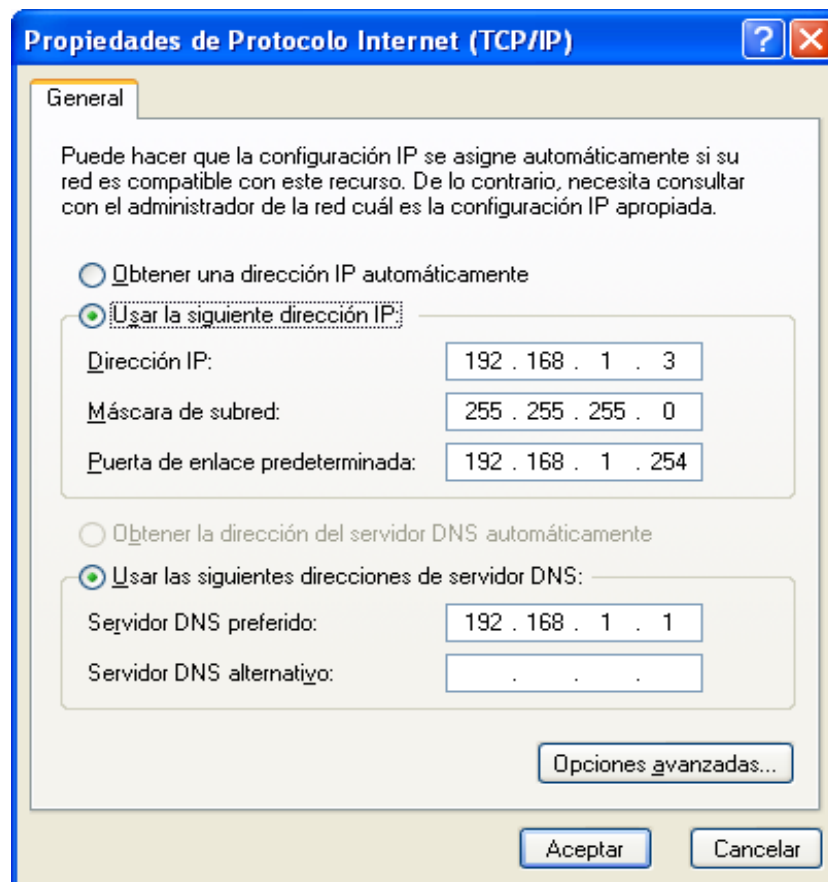 Propiedades de Protocolo Internet (TCP/IP)
General
Puede hacer que la configuración IP se asigne automáticamente si su
red es compatible con este recurso. De lo contrario, necesita consultar
con el administrador de la red cuál es la configuración IP apropiada.
Obtener una dirección IP automáticamente
Usar la siguiente dirección IP:
Dirección IP: 192 . 168 . 1 . 3
Máscara de subred: 255 . 255 . 255 . 0
Puerta de enlace predeterminada: 192 . 168 . 1 . 254
Obtener la dirección del servidor DNS automáticamente
Usar las siguientes direcciones de servidor DNS:
Servidor DNS preferido: 192 . 168 . 1 . 1
Servidor DNS alternativo: . . .
Opciones avanzadas...
Aceptar Cancelar